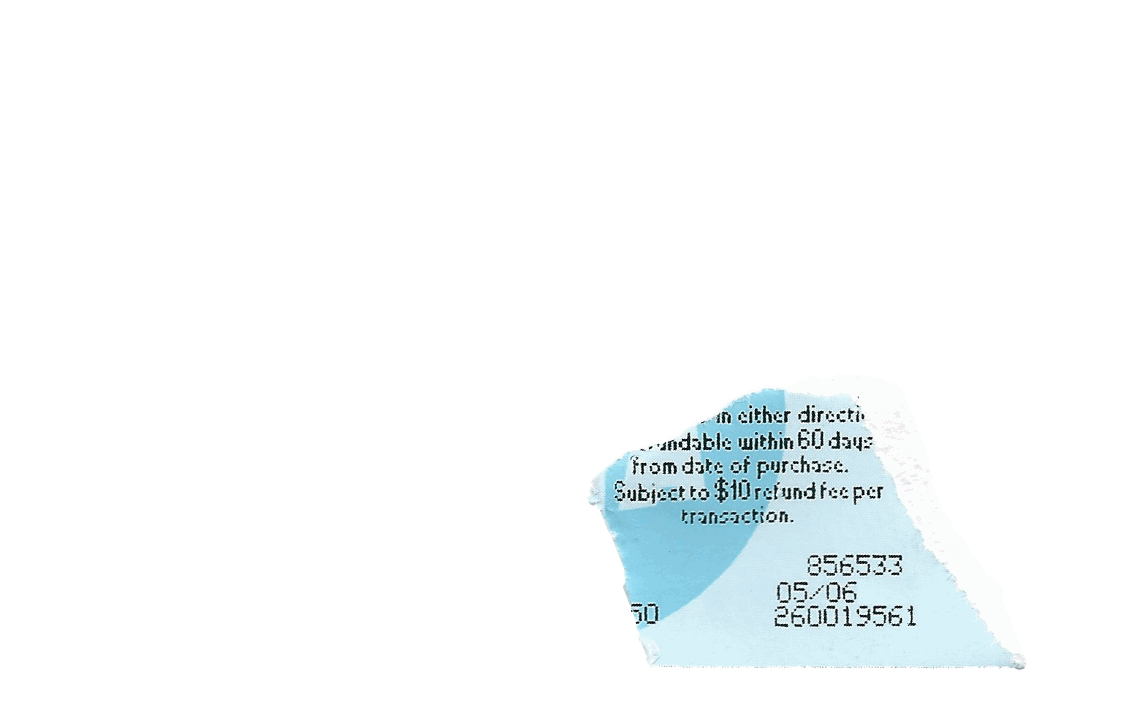 in either directi
undable within 60 days
from date of purchase.
Subject to $10 refund fee per
transaction.
856533
05/06
50 260019561